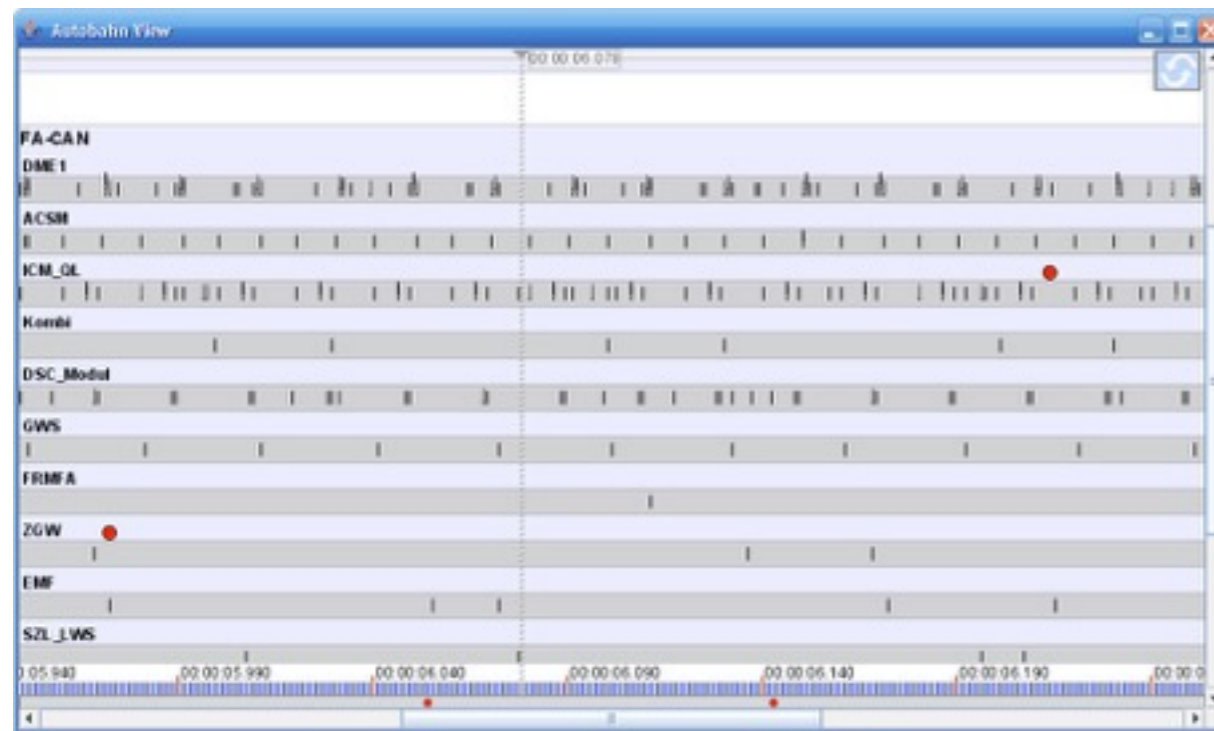 Autobahn View
00:00:06.078
FA-CAN
DME1
ACSM
ICM_QL
Kombi
DSC_Modul
GWS
FRMFA
ZGW
EMF
SZL_LWS
05.940 00:00:05.990 00:00:06.040 00:00:06.090 00:00:06.140 00:00:06.190